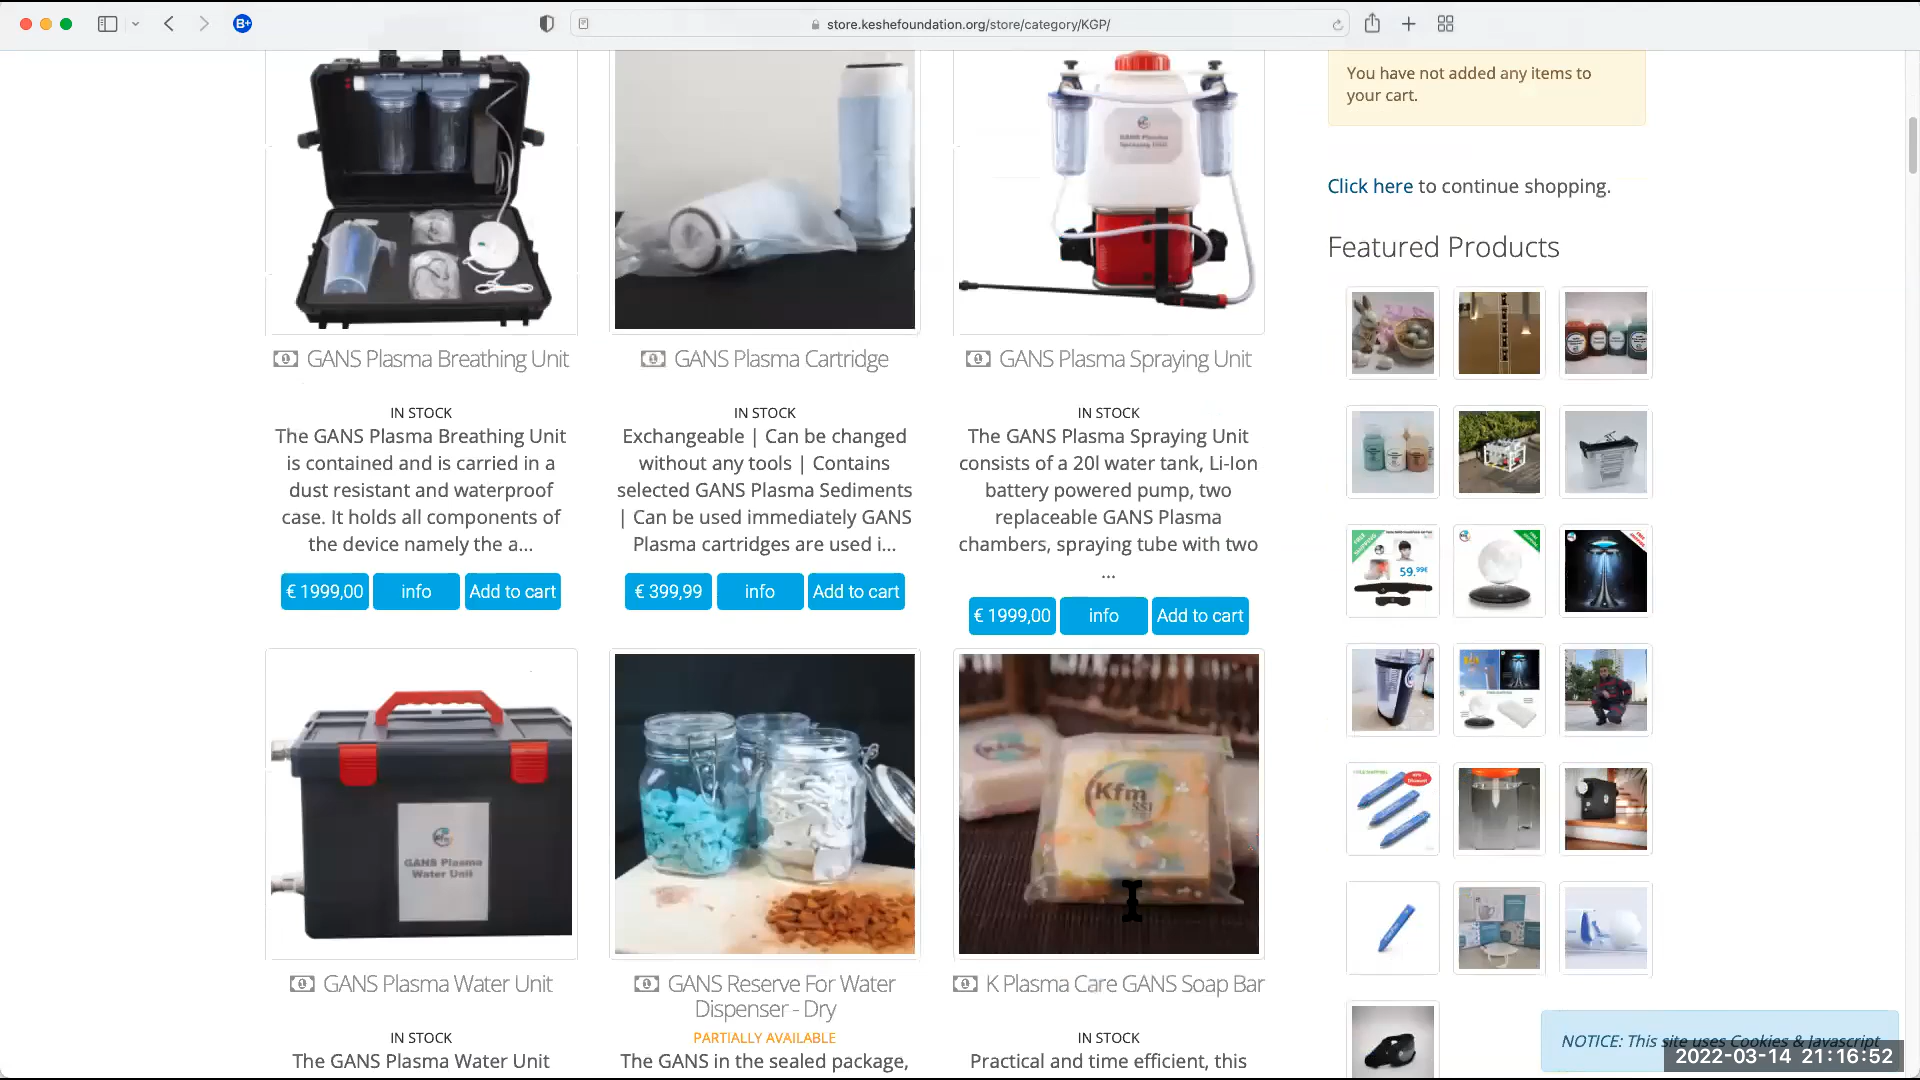 store.keshefoundation.org/store/category/KGP/
You have not added any items to
your cart.
Click here to continue shopping.
Featured Products
GANS Plasma
Spraying Unit
GANS Plasma Breathing Unit
IN STOCK
The GANS Plasma Breathing Unit
is contained and is carried in a
dust resistant and waterproof
case. It holds all components of
the device namely the a...
€ 1999,00 info Add to cart
GANS Plasma Cartridge
IN STOCK
Exchangeable | Can be changed
without any tools | Contains
selected GANS Plasma Sediments
| Can be used immediately GANS
Plasma cartridges are used i...
€ 399,99 info Add to cart
GANS Plasma Spraying Unit
IN STOCK
The GANS Plasma Spraying Unit
consists of a 20l water tank, Li-Ion
battery powered pump, two
replaceable GANS Plasma
chambers, spraying tube with two
...
€ 1999,00 info Add to cart
59.99€
Kfm
GANS Plasma
Water Unit
Kfm
SSI
GANS Plasma Water Unit
IN STOCK
The GANS Plasma Water Unit
GANS Reserve For Water
Dispenser - Dry
PARTIALLY AVAILABLE
The GANS in the sealed package,
K Plasma Care GANS Soap Bar
IN STOCK
Practical and time efficient, this
NOTICE: This site uses Cookies & Javascript
2022-03-14 21:16:52